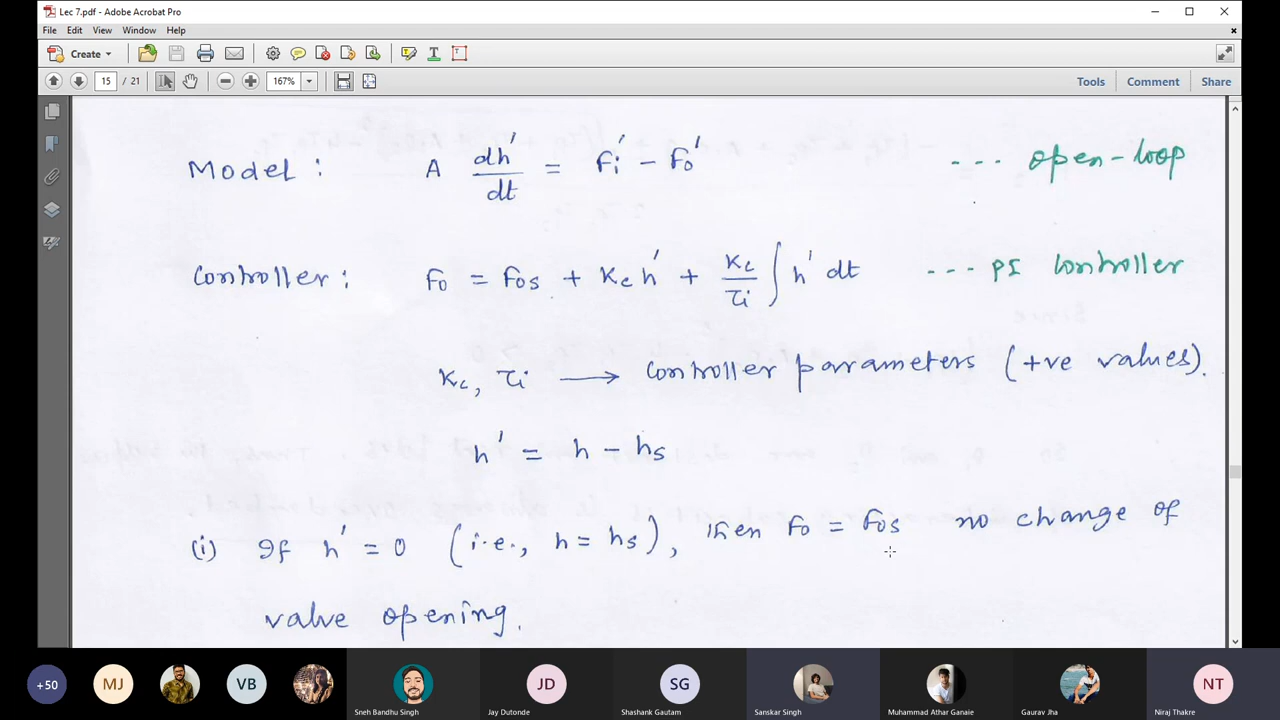 Lec 7.pdf - Adobe Acrobat Pro
File Edit View Window Help
Create
15 / 21 167% Tools Comment Share
Model : A dh'/dt = Fi' - Fo' --- open-loop
Controller : Fo = Fos + Kc h' + Kc/τi ∫ h' dt --- PI controller
Kc, τi → controller parameters (+ve values).
h' = h - hs
(i) If h' = 0 (i.e., h = hs), then Fo = Fos no change of
valve opening.
+50 MJ VB JD SG NT
Sneh Bandhu Singh Jay Dutonde Shashank Gautam Sanskar Singh Muhammad Athar Ganaie Gaurav Jha Niraj Thakre